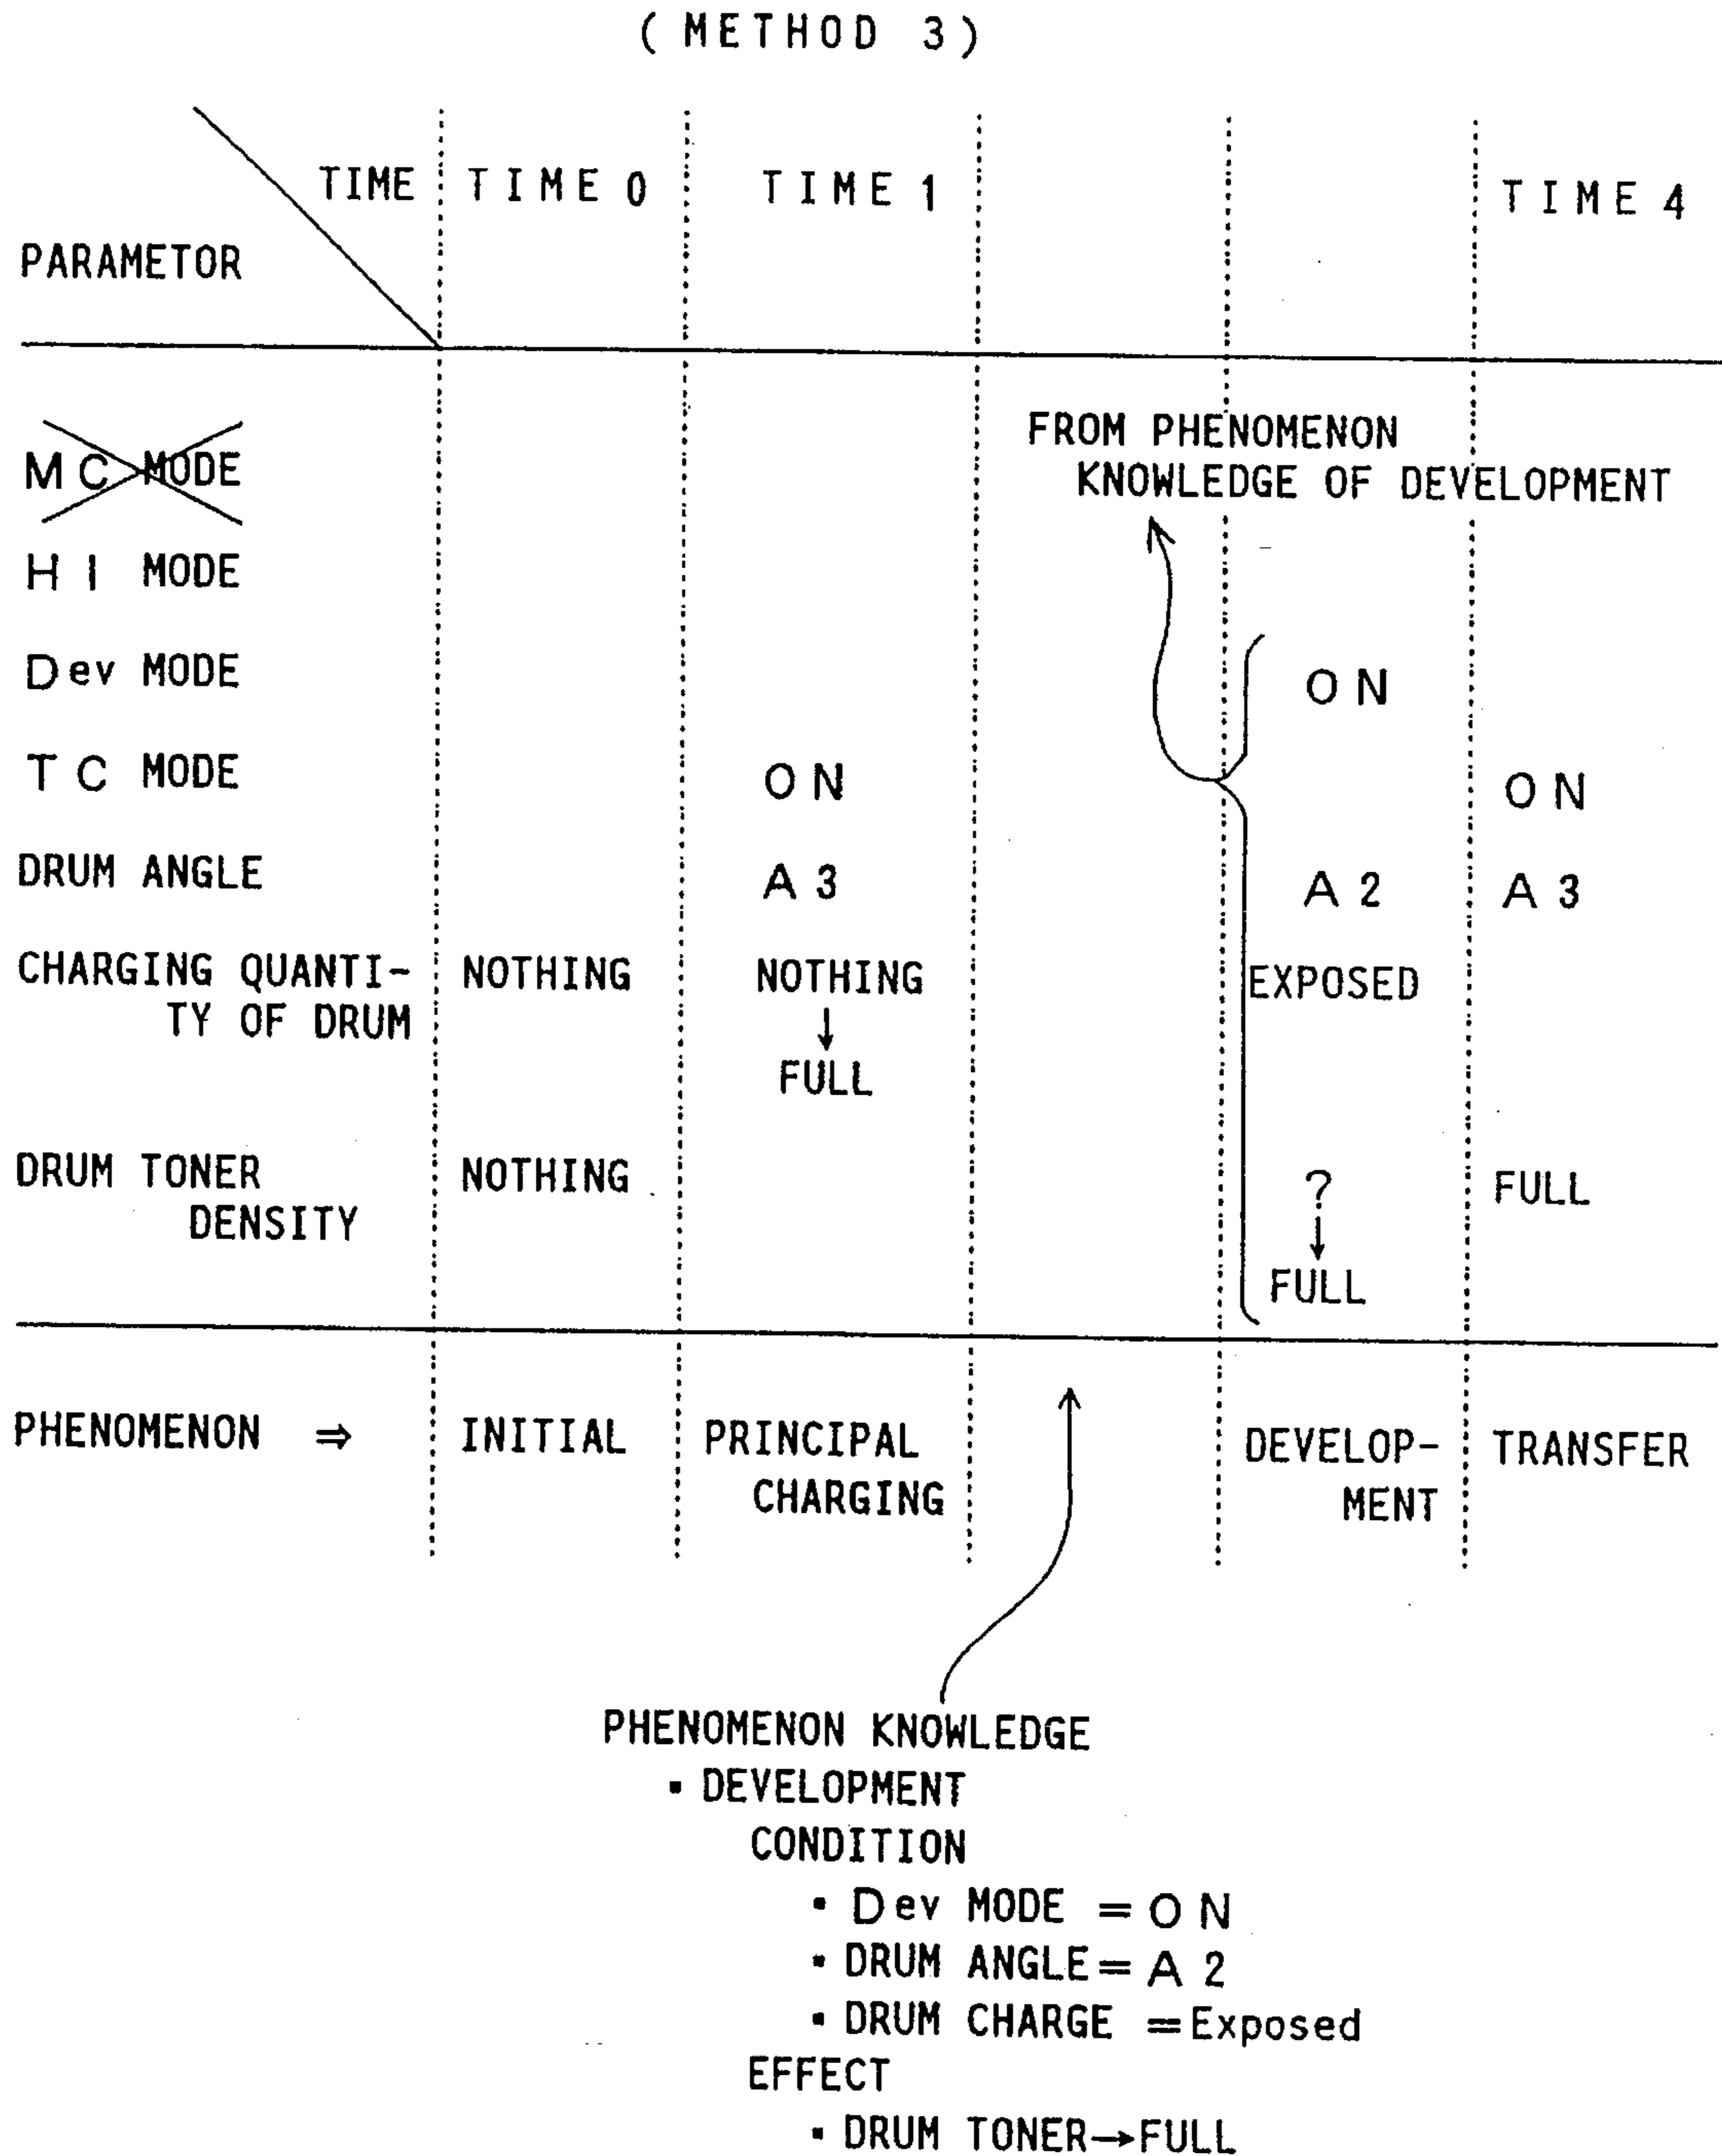 ( METHOD 3)
TIME TIME 0 TIME 1 TIME 4
PARAMETOR
FROM PHENOMENON
KNOWLEDGE OF DEVELOPMENT
MC MODE
HI MODE
Dev MODE ON
TC MODE ON ON
DRUM ANGLE A3 A2 A3
CHARGING QUANTI- NOTHING NOTHING EXPOSED
TY OF DRUM ↓
FULL
DRUM TONER NOTHING ? FULL
DENSITY ↓
FULL
PHENOMENON ⇒ INITIAL PRINCIPAL DEVELOP- TRANSFER
CHARGING MENT
PHENOMENON KNOWLEDGE
▪ DEVELOPMENT
CONDITION
▪ Dev MODE = ON
▪ DRUM ANGLE = A2
▪ DRUM CHARGE =Exposed
EFFECT
▪ DRUM TONER→FULL